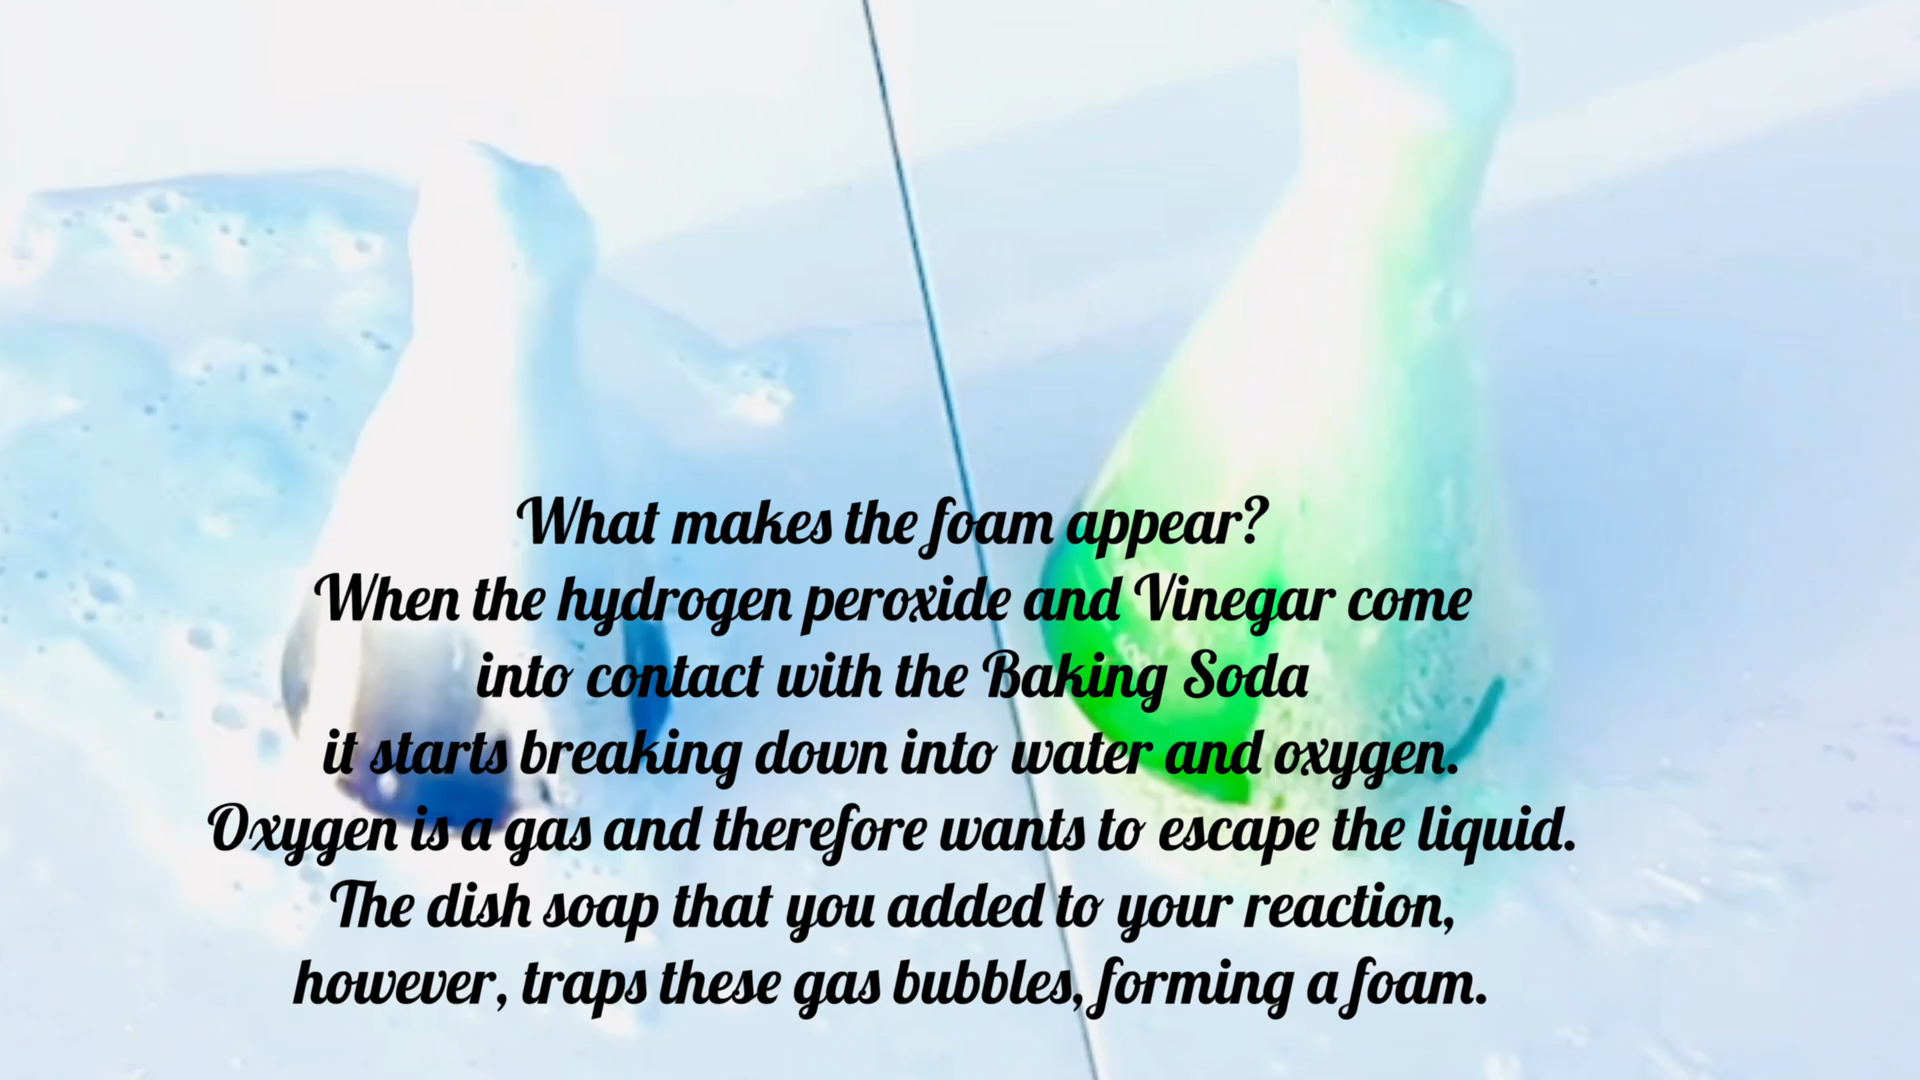 What makes the foam appear?
When the hydrogen peroxide and Vinegar come
into contact with the Baking Soda
it starts breaking down into water and oxygen.
Oxygen is a gas and therefore wants to escape the liquid.
The dish soap that you added to your reaction,
however, traps these gas bubbles, forming a foam.